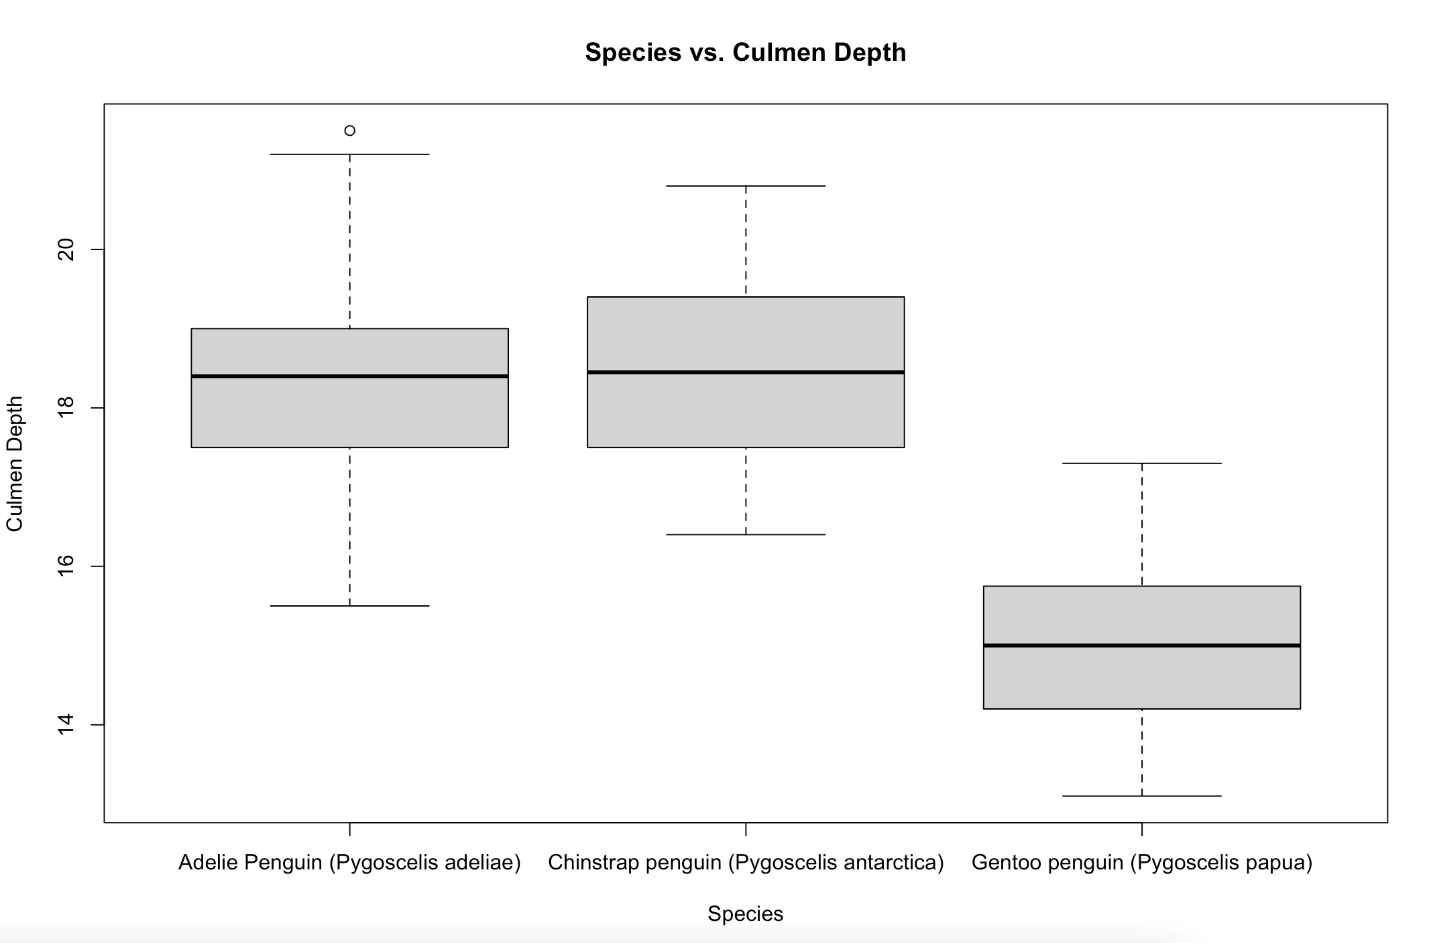 Species vs. Culmen Depth
20
18
16
14
Culmen Depth
Adelie Penguin (Pygoscelis adeliae)
Chinstrap penguin (Pygoscelis antarctica)
Gentoo penguin (Pygoscelis papua)
Species